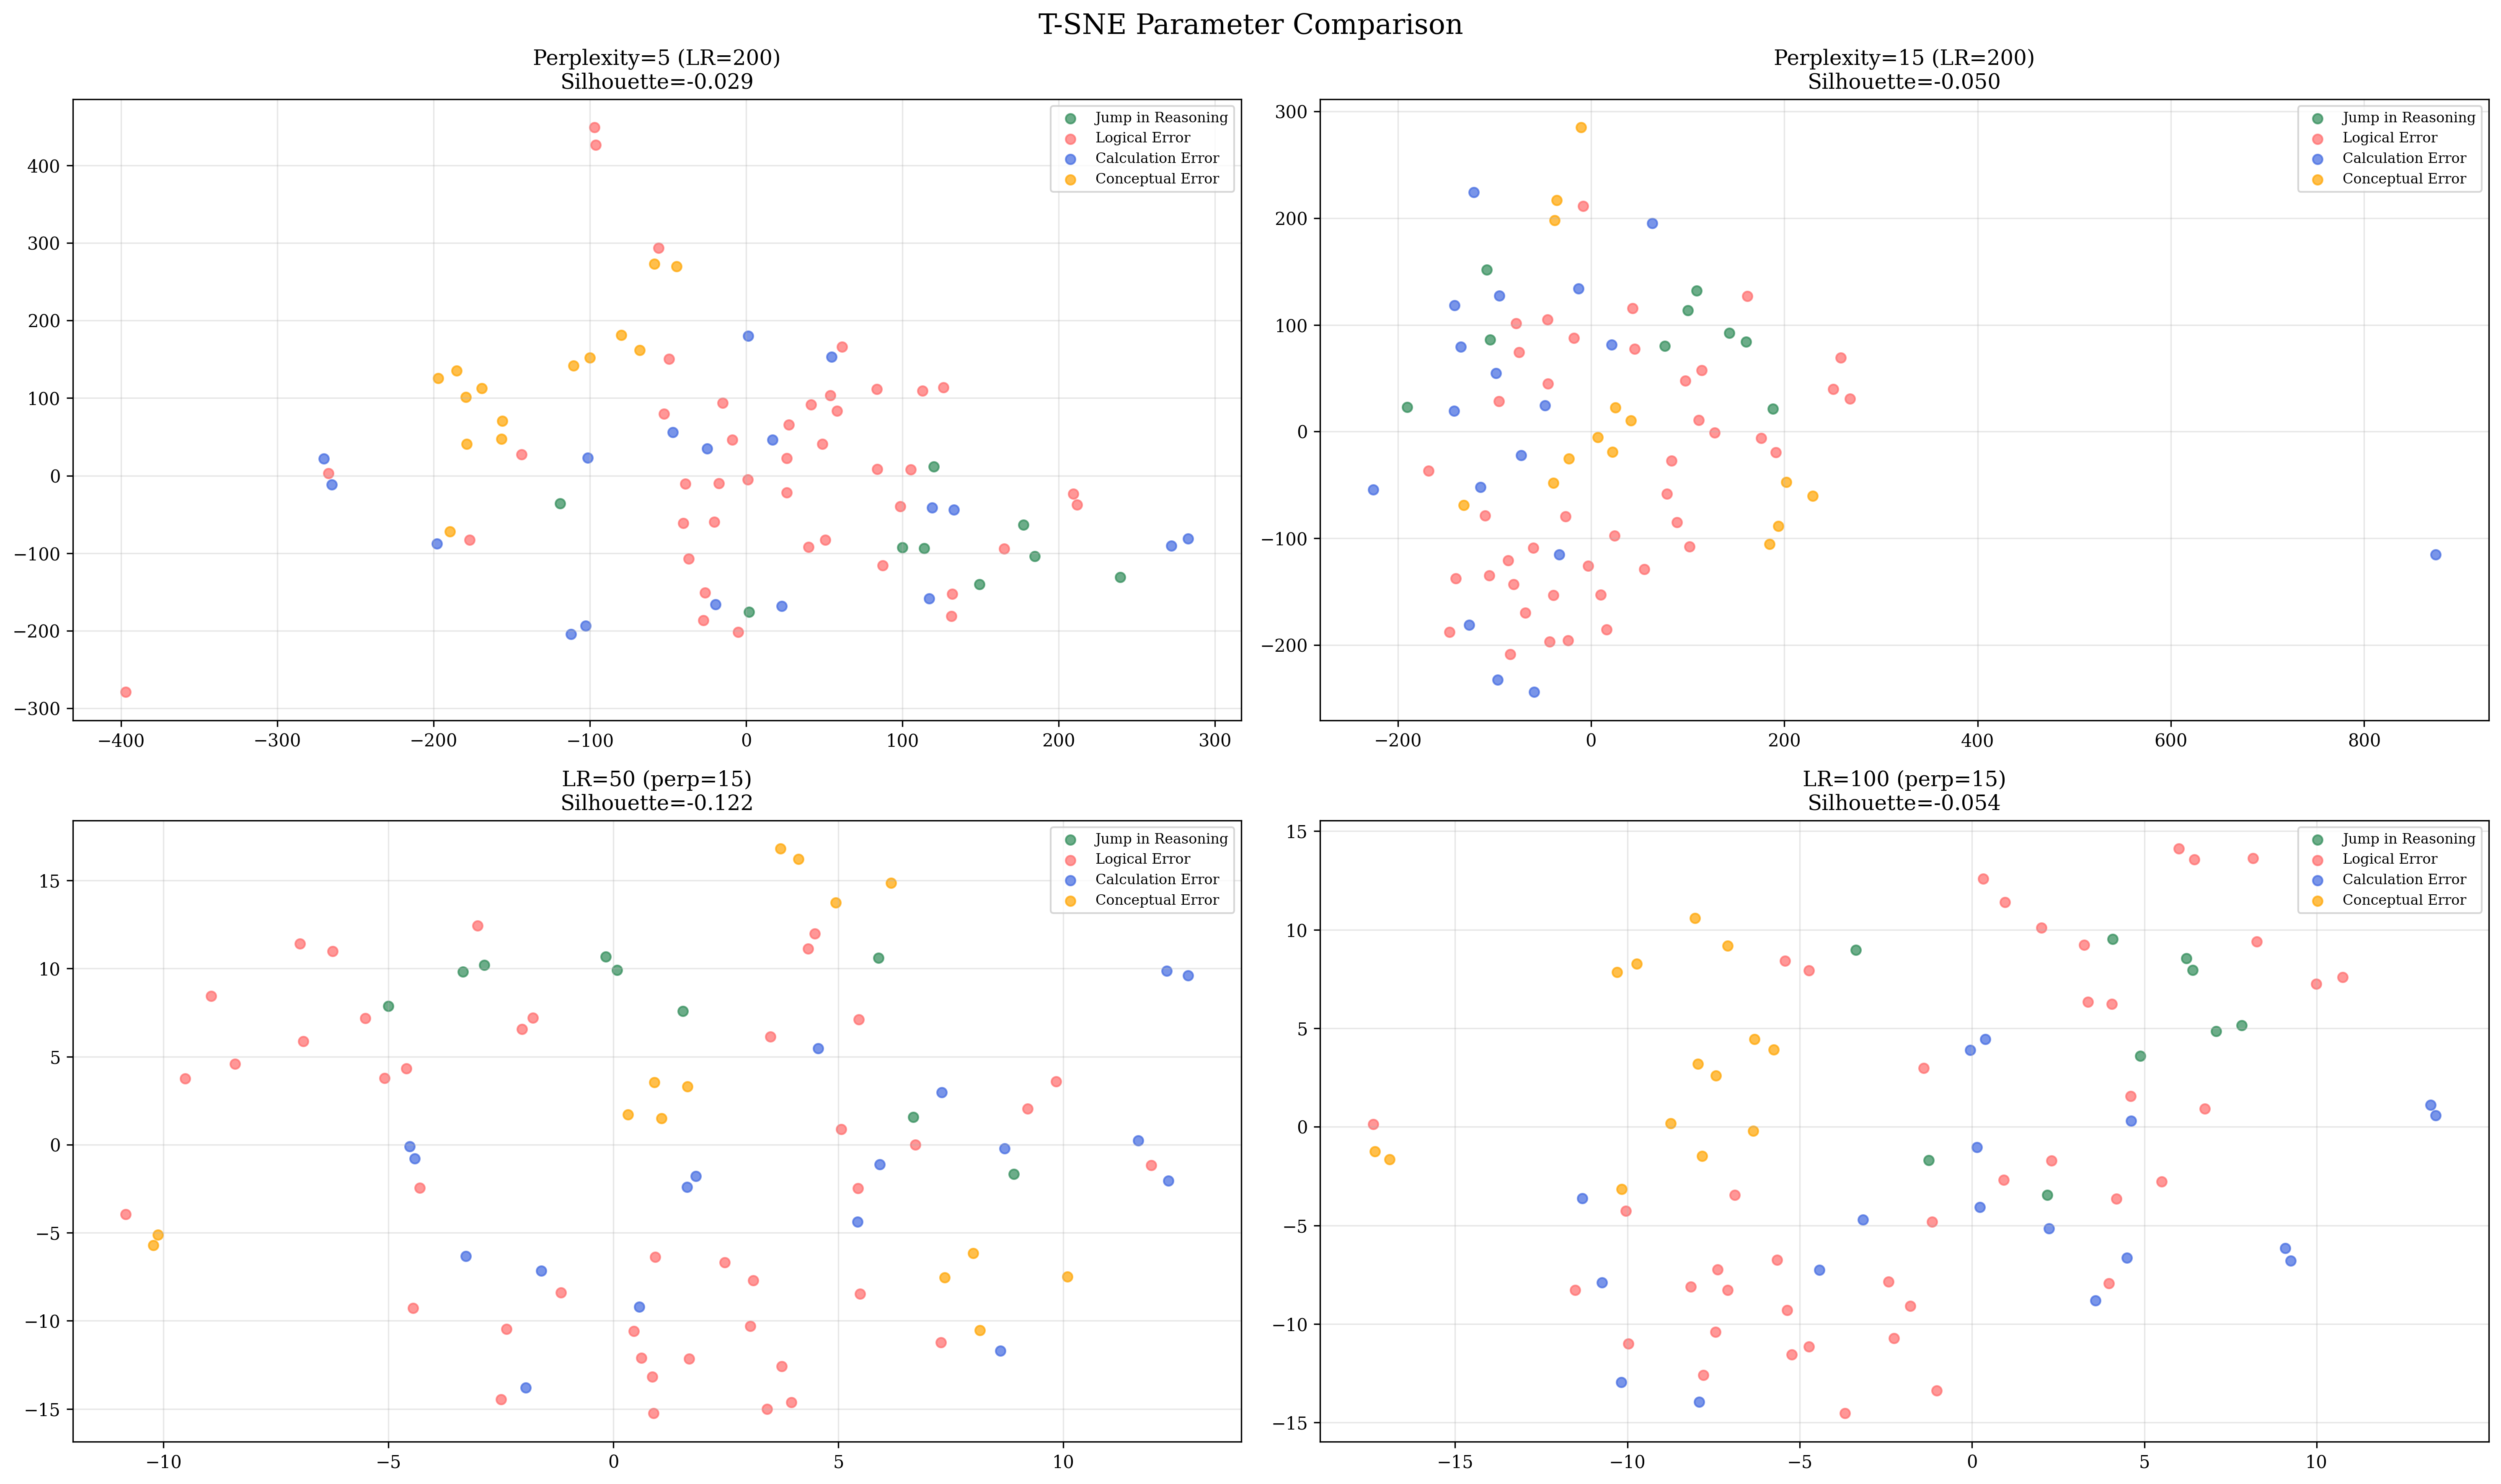 T-SNE Parameter Comparison
Perplexity=5 (LR=200)
Silhouette=-0.029
400
300
200
100
0
−100
−200
−300
−400
−300
−200
−100
0
100
200
300
Jump in Reasoning
Logical Error
Calculation Error
Conceptual Error
Perplexity=15 (LR=200)
Silhouette=-0.050
300
200
100
0
−100
−200
−200
0
200
400
600
800
Jump in Reasoning
Logical Error
Calculation Error
Conceptual Error
LR=50 (perp=15)
Silhouette=-0.122
15
10
5
0
−5
−10
−15
−10
−5
0
5
10
Jump in Reasoning
Logical Error
Calculation Error
Conceptual Error
LR=100 (perp=15)
Silhouette=-0.054
15
10
5
0
−5
−10
−15
−15
−10
−5
0
5
10
Jump in Reasoning
Logical Error
Calculation Error
Conceptual Error